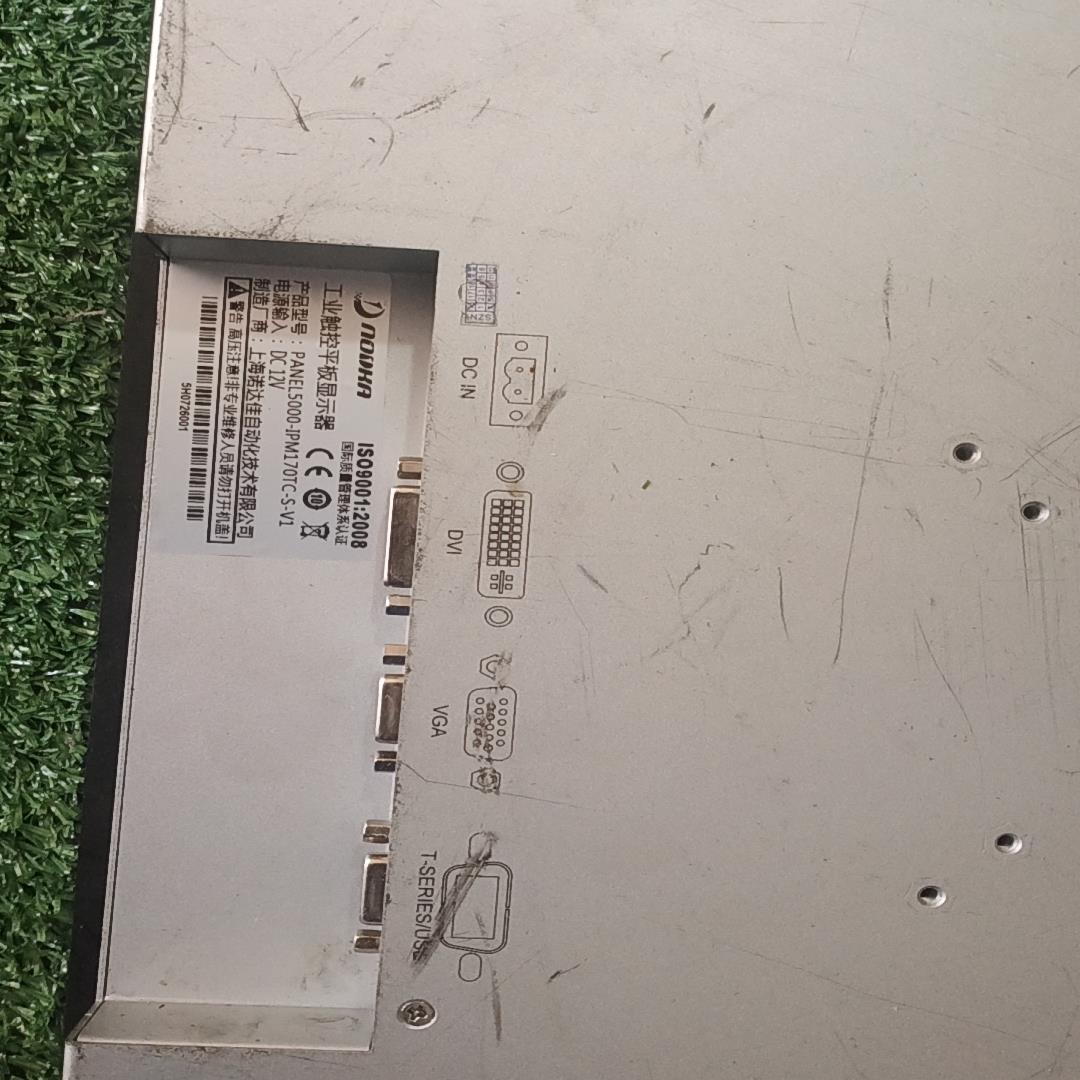 NODKA
ISO9001:2008
国际质量管理体系认证
工业触控平板显示器
产品型号：PANEL5000-IPM170TC-S-V1
电源输入：DC 12V
制造厂商：上海诺达佳自动化技术有限公司
警告 高压注意!非专业维修人员请勿打开机盖!
5H0726001
10
DC IN
DVI
VGA
T-SERIES/USB